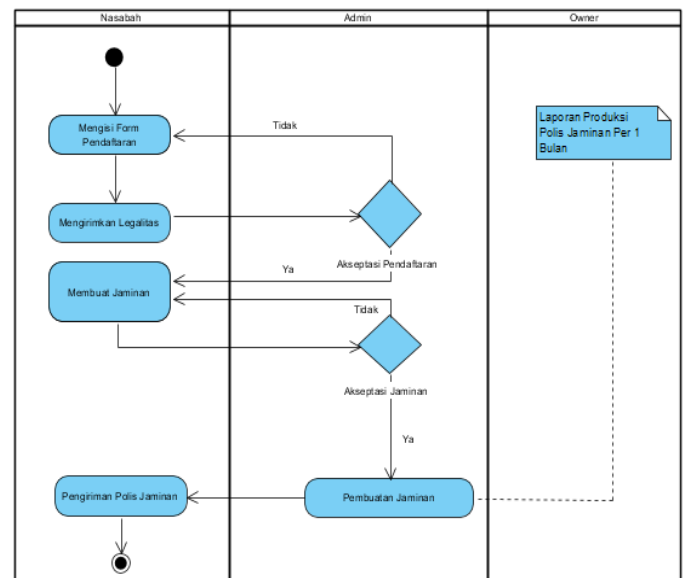 Nasabah
Admin
Owner
Mengisi Form
Pendaftaran
Tidak
Laporan Produksi
Polis Jaminan Per 1
Bulan
Mengirimkan Legalitas
Akseptasi Pendaftaran
Ya
Membuat Jaminan
Tidak
Akseptasi Jaminan
Ya
Pengiriman Polis Jaminan
Pembuatan Jaminan